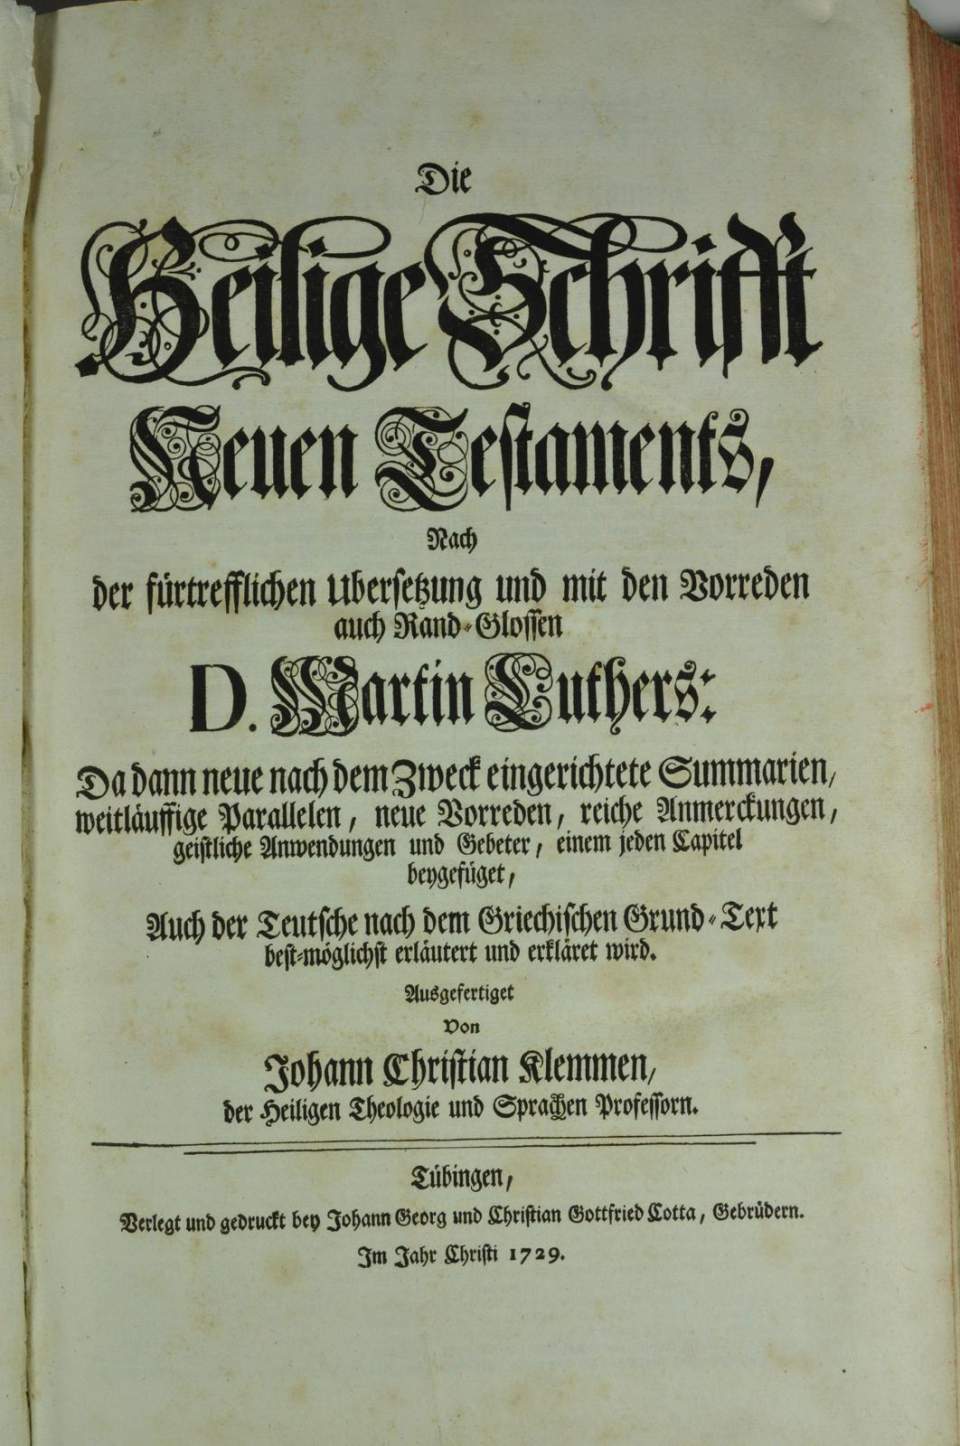 Die
Heilige Schrifft
Neuen Testaments,
Nach
der fürtrefflichen Ubersetzung und mit den Vorreden
auch Rand-Glossen
D. Martin Luthers:
Da dann neue nach dem Zweck eingerichtete Summarien,
weitläuffige Parallelen, neue Vorreden, reiche Anmerckungen,
geistliche Anwendungen und Gebeter, einem jeden Capitel
beygefüget,
Auch der Teutsche nach dem Griechischen Grund-Text
best-möglichst erläutert und erkläret wird.
Ausgefertiget
Von
Johann Christian Klemmen,
der Heiligen Theologie und Sprachen Professorn.
Tübingen,
Verlegt und gedruckt bey Johann Georg und Christian Gottfried Cotta, Gebrüdern.
Im Jahr Christi 1729.